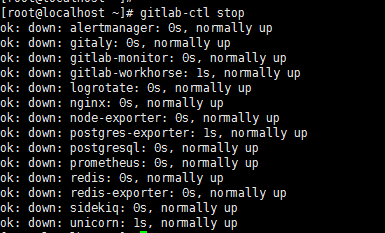 [root@localhost ~]#
[root@localhost ~]# gitlab-ctl stop
ok: down: alertmanager: 0s, normally up
ok: down: gitaly: 0s, normally up
ok: down: gitlab-monitor: 0s, normally up
ok: down: gitlab-workhorse: 1s, normally up
ok: down: logrotate: 0s, normally up
ok: down: nginx: 0s, normally up
ok: down: node-exporter: 0s, normally up
ok: down: postgres-exporter: 1s, normally up
ok: down: postgresql: 0s, normally up
ok: down: prometheus: 0s, normally up
ok: down: redis: 0s, normally up
ok: down: redis-exporter: 0s, normally up
ok: down: sidekiq: 0s, normally up
ok: down: unicorn: 1s, normally up